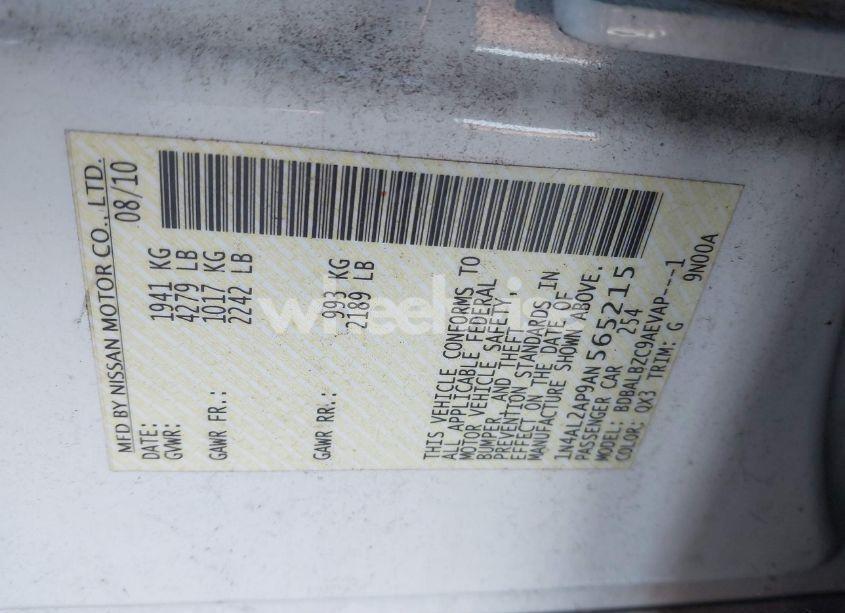 MFD BY NISSAN MOTOR CO., LTD.
DATE: 08/10
GVWR: 1941 KG
4279 LB
GAWR FR.: 1017 KG
2242 LB
GAWR RR.: 993 KG
2189 LB
THIS VEHICLE CONFORMS TO
ALL APPLICABLE FEDERAL
MOTOR VEHICLE SAFETY
BUMPER, AND THEFT
PREVENTION STANDARDS IN
EFFECT ON THE DATE OF
MANUFACTURE SHOWN ABOVE.
1N4AL2AP9AN565215
PASSENGER CAR 254
MODEL: BDBALBZC9AEVAP---1
COLOR: QX3 TRIM: G 9N00A